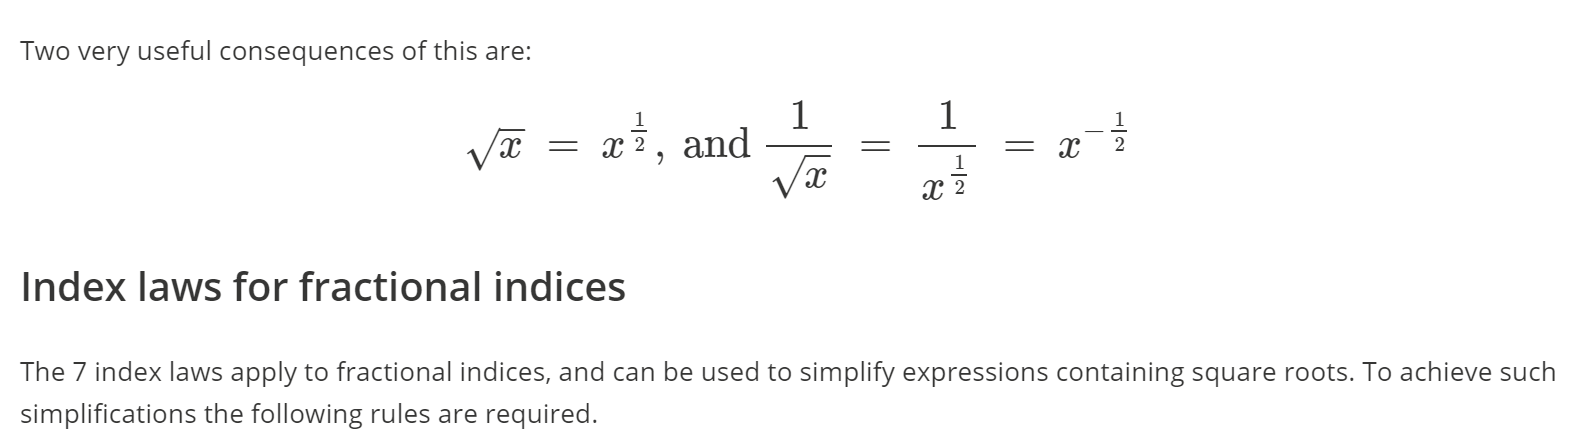 Two very useful consequences of this are:
√x = x^{1/2}, and 1/√x = 1/x^{1/2} = x^{-1/2}
Index laws for fractional indices
The 7 index laws apply to fractional indices, and can be used to simplify expressions containing square roots. To achieve such
simplifications the following rules are required.